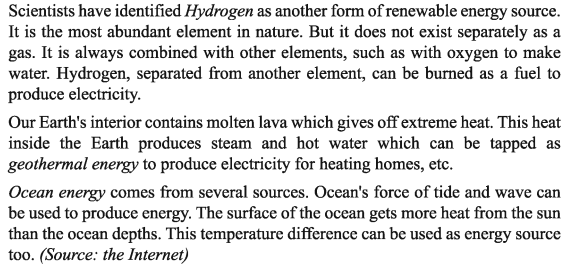 Scientists have identified Hydrogen as another form of renewable energy source.
It is the most abundant element in nature. But it does not exist separately as a
gas. It is always combined with other elements, such as with oxygen to make
water. Hydrogen, separated from another element, can be burned as a fuel to
produce electricity.
Our Earth's interior contains molten lava which gives off extreme heat. This heat
inside the Earth produces steam and hot water which can be tapped as
geothermal energy to produce electricity for heating homes, etc.
Ocean energy comes from several sources. Ocean's force of tide and wave can
be used to produce energy. The surface of the ocean gets more heat from the sun
than the ocean depths. This temperature difference can be used as energy source
too. (Source: the Internet)